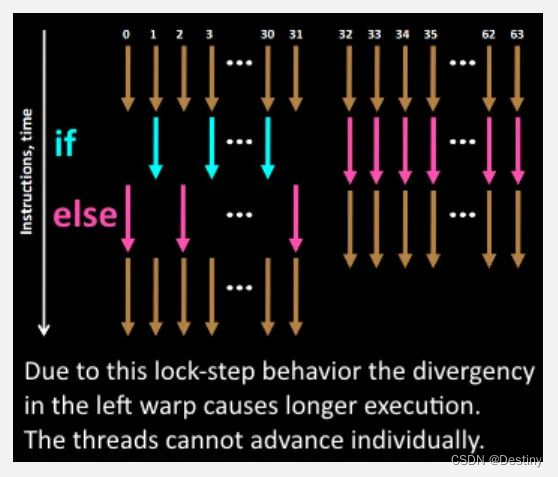 0 1 2 3 ••• 30 31 32 33 34 35 ••• 62 63
Instructions, time
if
else
Due to this lock-step behavior the divergency
in the left warp causes longer execution.
The threads cannot advance individually.
CSDN @Destiny